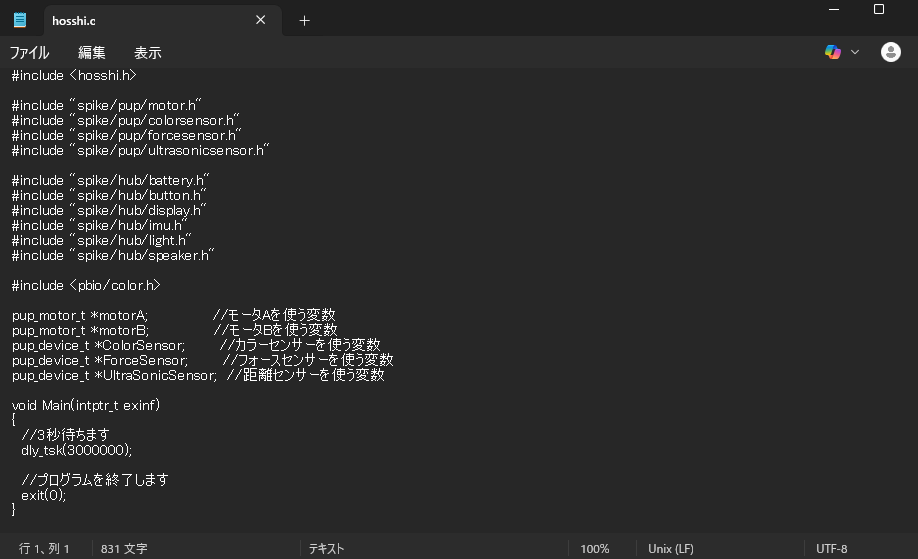 hosshi.c
ファイル 編集 表示
#include <hosshi.h>
#include "spike/pup/motor.h"
#include "spike/pup/colorsensor.h"
#include "spike/pup/forcesensor.h"
#include "spike/pup/ultrasonicsensor.h"
#include "spike/hub/battery.h"
#include "spike/hub/button.h"
#include "spike/hub/display.h"
#include "spike/hub/imu.h"
#include "spike/hub/light.h"
#include "spike/hub/speaker.h"
#include <pbio/color.h>
pup_motor_t *motorA; //モータAを使う変数
pup_motor_t *motorB; //モータBを使う変数
pup_device_t *ColorSensor; //カラーセンサーを使う変数
pup_device_t *ForceSensor; //フォースセンサーを使う変数
pup_device_t *UltraSonicSensor; //距離センサーを使う変数
void Main(intptr_t exinf)
{
//3秒待ちます
dly_tsk(3000000);
//プログラムを終了します
exit(0);
}
行 1、列 1 831 文字 テキスト 100% Unix (LF) UTF-8